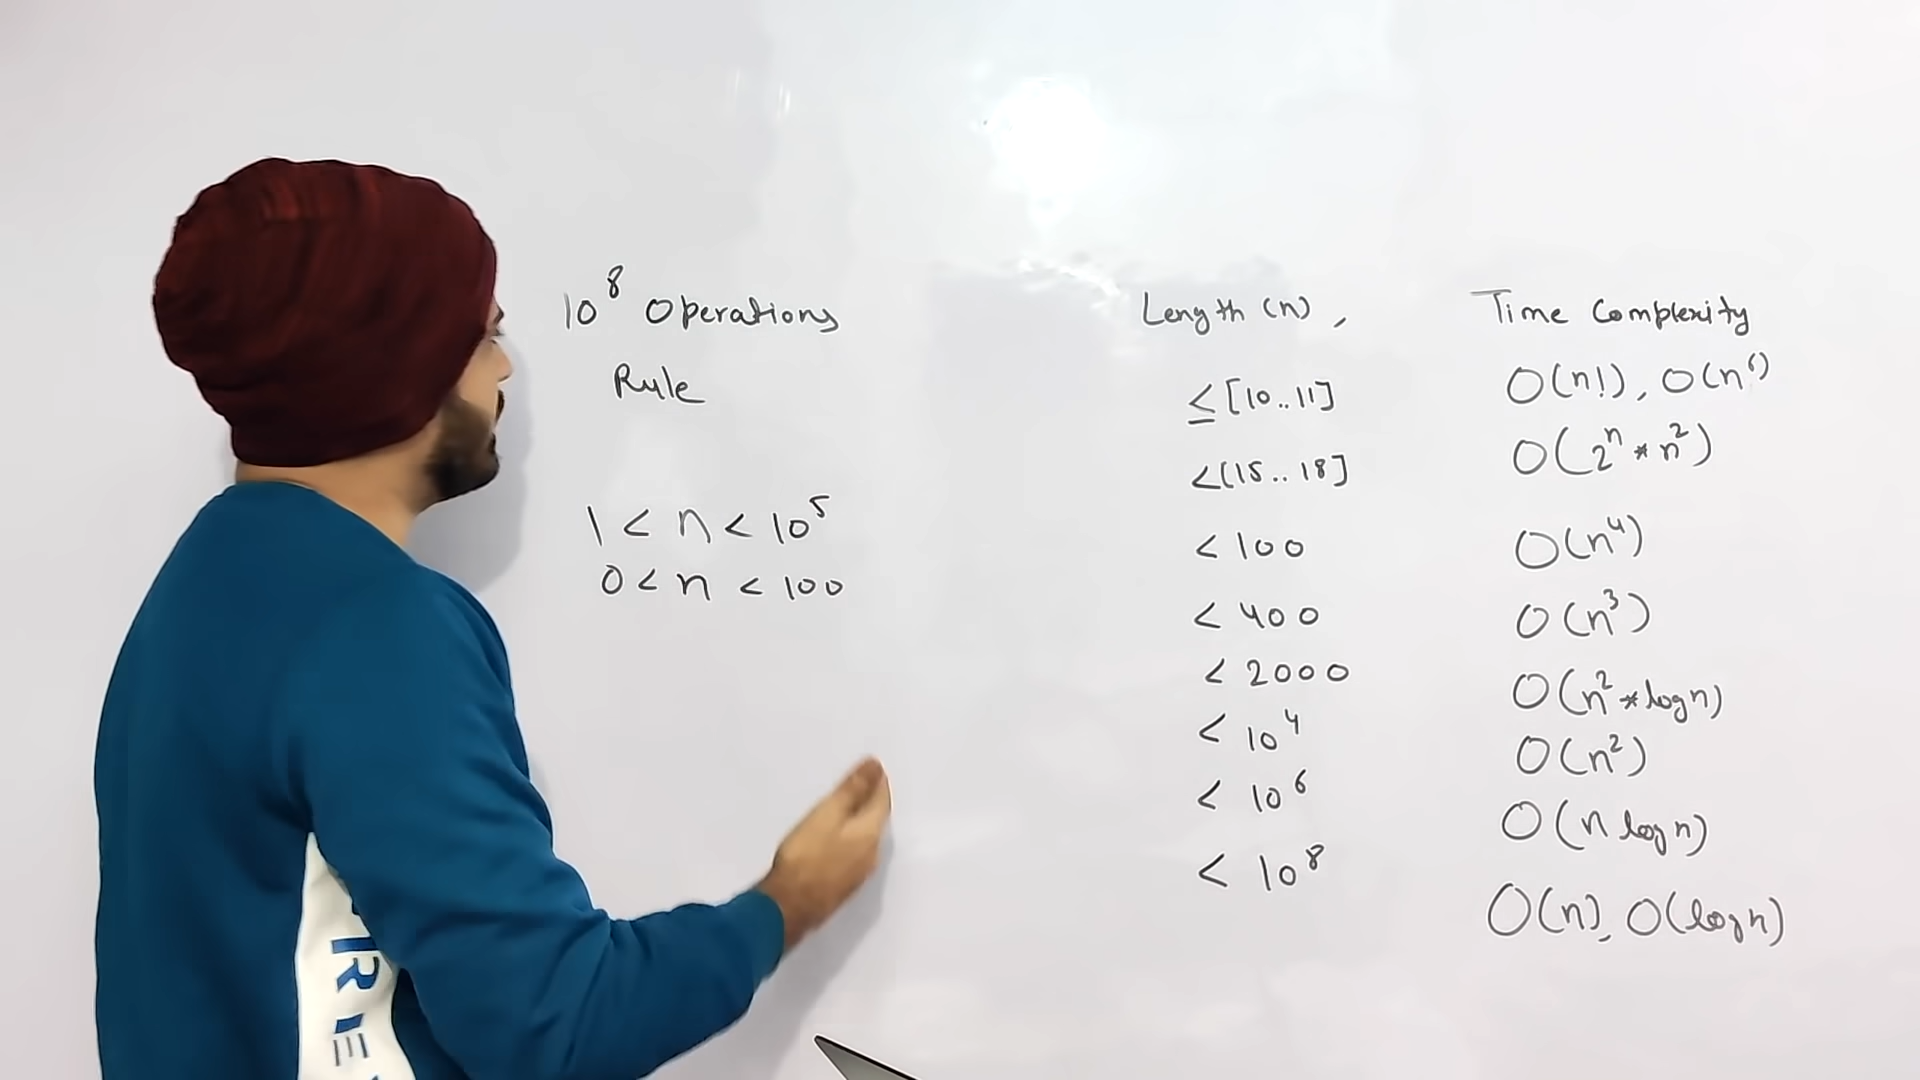 10^8 Operations
Rule
1 < n < 10^5
0 < n < 100
Length (n) , Time Complexity
≤ [10..11] O(n!), O(n^6)
<(15..18] O(2^n * n^2)
< 100 O(n^4)
< 400 O(n^3)
< 2000 O(n^2 * log n)
< 10^4 O(n^2)
< 10^6 O(n log n)
< 10^8 O(n), O(log n)